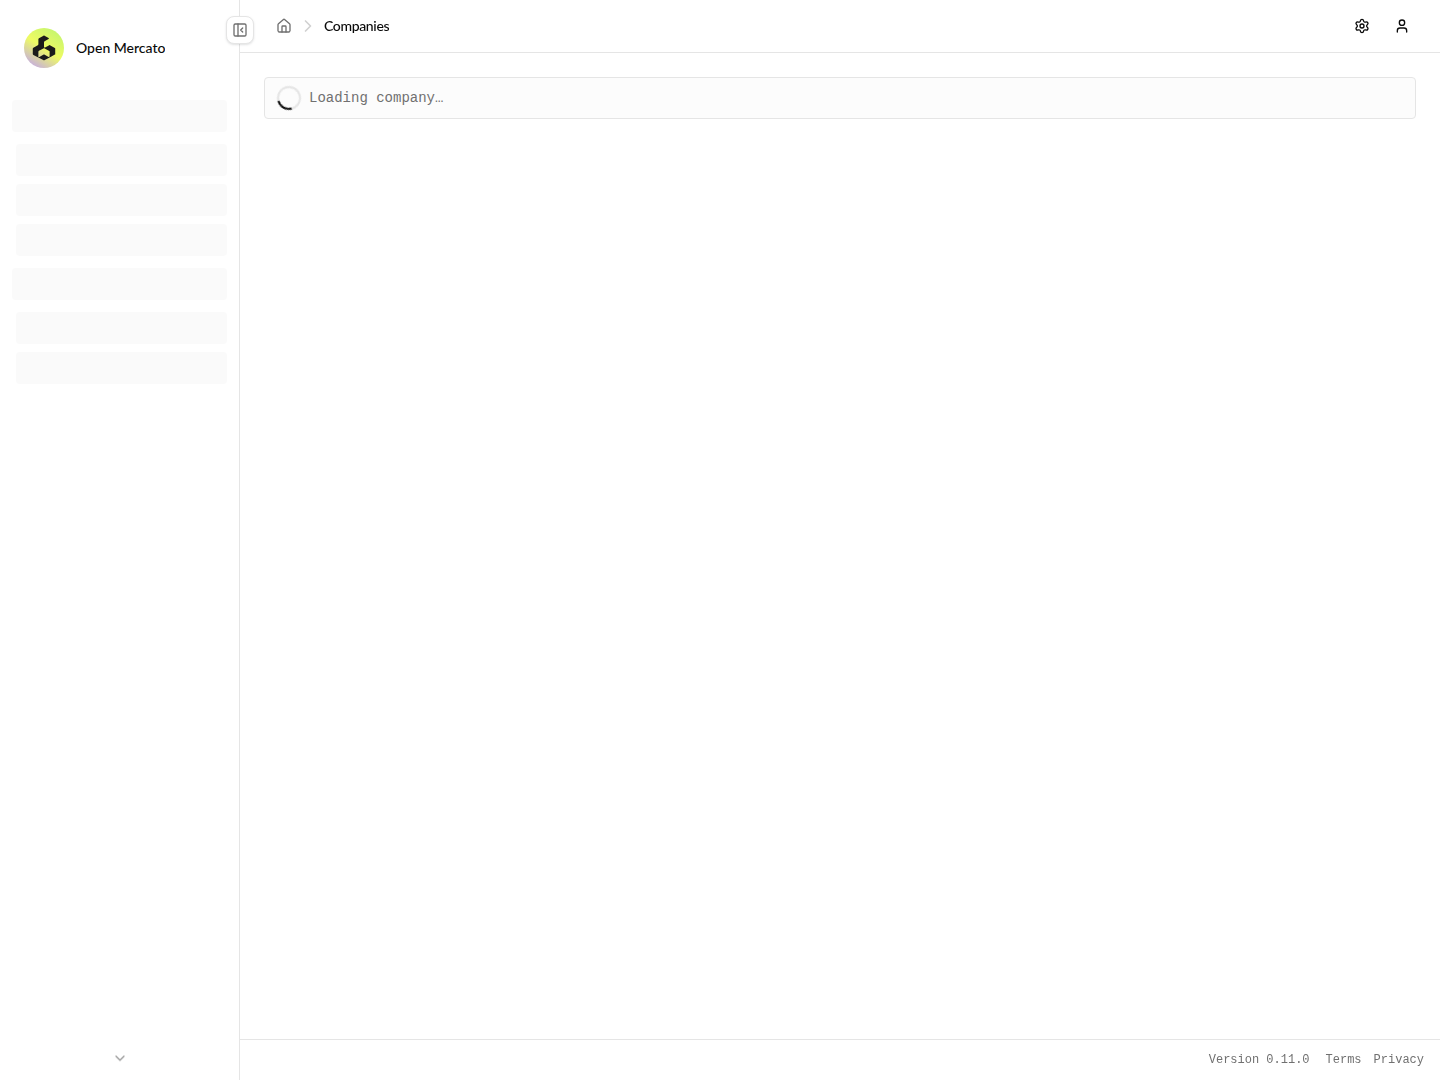 Open Mercato
Companies
Loading company…
Version 0.11.0 Terms Privacy